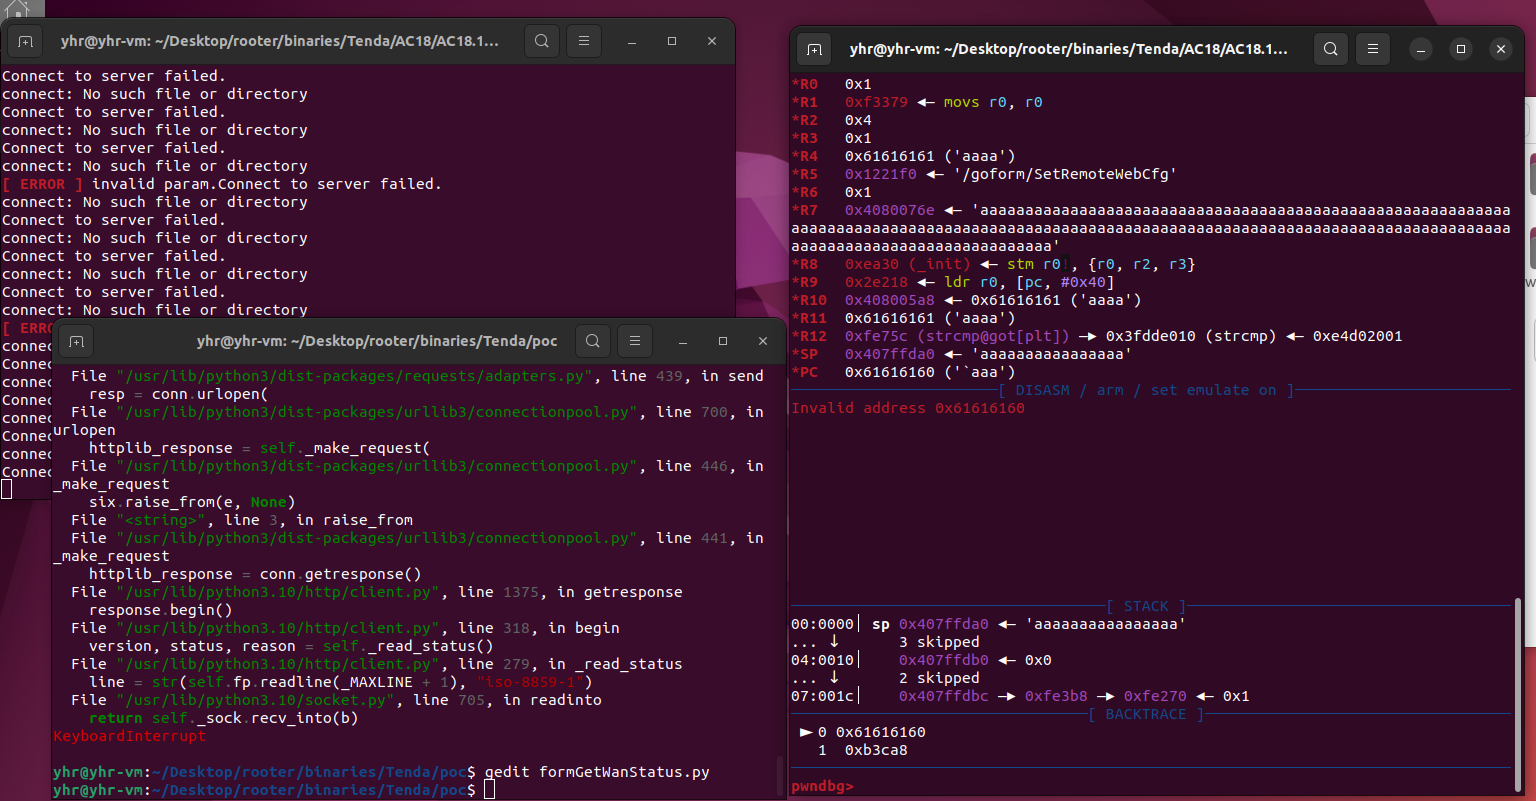 yhr@yhr-vm: ~/Desktop/rooter/binaries/Tenda/AC18/AC18.1...
Connect to server failed.
connect: No such file or directory
Connect to server failed.
connect: No such file or directory
Connect to server failed.
connect: No such file or directory
[ ERROR ] invalid param.Connect to server failed.
connect: No such file or directory
Connect to server failed.
connect: No such file or directory
Connect to server failed.
connect: No such file or directory
Connect to server failed.
connect: No such file or directory
[ ERRO
connec
Connec
connec
Connec
connec
Connec
connec
Connec
yhr@yhr-vm: ~/Desktop/rooter/binaries/Tenda/poc
File "/usr/lib/python3/dist-packages/requests/adapters.py", line 439, in send
resp = conn.urlopen(
File "/usr/lib/python3/dist-packages/urllib3/connectionpool.py", line 700, in
urlopen
httplib_response = self._make_request(
File "/usr/lib/python3/dist-packages/urllib3/connectionpool.py", line 446, in
_make_request
six.raise_from(e, None)
File "<string>", line 3, in raise_from
File "/usr/lib/python3/dist-packages/urllib3/connectionpool.py", line 441, in
_make_request
httplib_response = conn.getresponse()
File "/usr/lib/python3.10/http/client.py", line 1375, in getresponse
response.begin()
File "/usr/lib/python3.10/http/client.py", line 318, in begin
version, status, reason = self._read_status()
File "/usr/lib/python3.10/http/client.py", line 279, in _read_status
line = str(self.fp.readline(_MAXLINE + 1), "iso-8859-1")
File "/usr/lib/python3.10/socket.py", line 705, in readinto
return self._sock.recv_into(b)
KeyboardInterrupt
yhr@yhr-vm:~/Desktop/rooter/binaries/Tenda/poc$ gedit formGetWanStatus.py
yhr@yhr-vm:~/Desktop/rooter/binaries/Tenda/poc$
yhr@yhr-vm: ~/Desktop/rooter/binaries/Tenda/AC18/AC18.1...
*R0 0x1
*R1 0xf3379 ◂— movs r0, r0
*R2 0x4
*R3 0x1
*R4 0x61616161 ('aaaa')
*R5 0x1221f0 ◂— '/goform/SetRemoteWebCfg'
*R6 0x1
*R7 0x4080076e ◂— 'aaaaaaaaaaaaaaaaaaaaaaaaaaaaaaaaaaaaaaaaaaaaaaaaaaaaaaaaaaa
aaaaaaaaaaaaaaaaaaaaaaaaaaaaaaaaaaaaaaaaaaaaaaaaaaaaaaaaaaaaaaaaaaaaaaaaaaaaaaaa
aaaaaaaaaaaaaaaaaaaaaaaaaaaaa'
*R8 0xea30 (_init) ◂— stm r0!, {r0, r2, r3}
*R9 0x2e218 ◂— ldr r0, [pc, #0x40]
*R10 0x408005a8 ◂— 0x61616161 ('aaaa')
*R11 0x61616161 ('aaaa')
*R12 0xfe75c (strcmp@got[plt]) —▸ 0x3fdde010 (strcmp) ◂— 0xe4d02001
*SP 0x407ffda0 ◂— 'aaaaaaaaaaaaaaaa'
*PC 0x61616160 ('`aaa')
[ DISASM / arm / set emulate on ]
Invalid address 0x61616160
[ STACK ]
00:0000│ sp 0x407ffda0 ◂— 'aaaaaaaaaaaaaaaa'
... ↓ 3 skipped
04:0010│ 0x407ffdb0 ◂— 0x0
... ↓ 2 skipped
07:001c│ 0x407ffdbc —▸ 0xfe3b8 —▸ 0xfe270 ◂— 0x1
[ BACKTRACE ]
► 0 0x61616160
1 0xb3ca8
pwndbg>